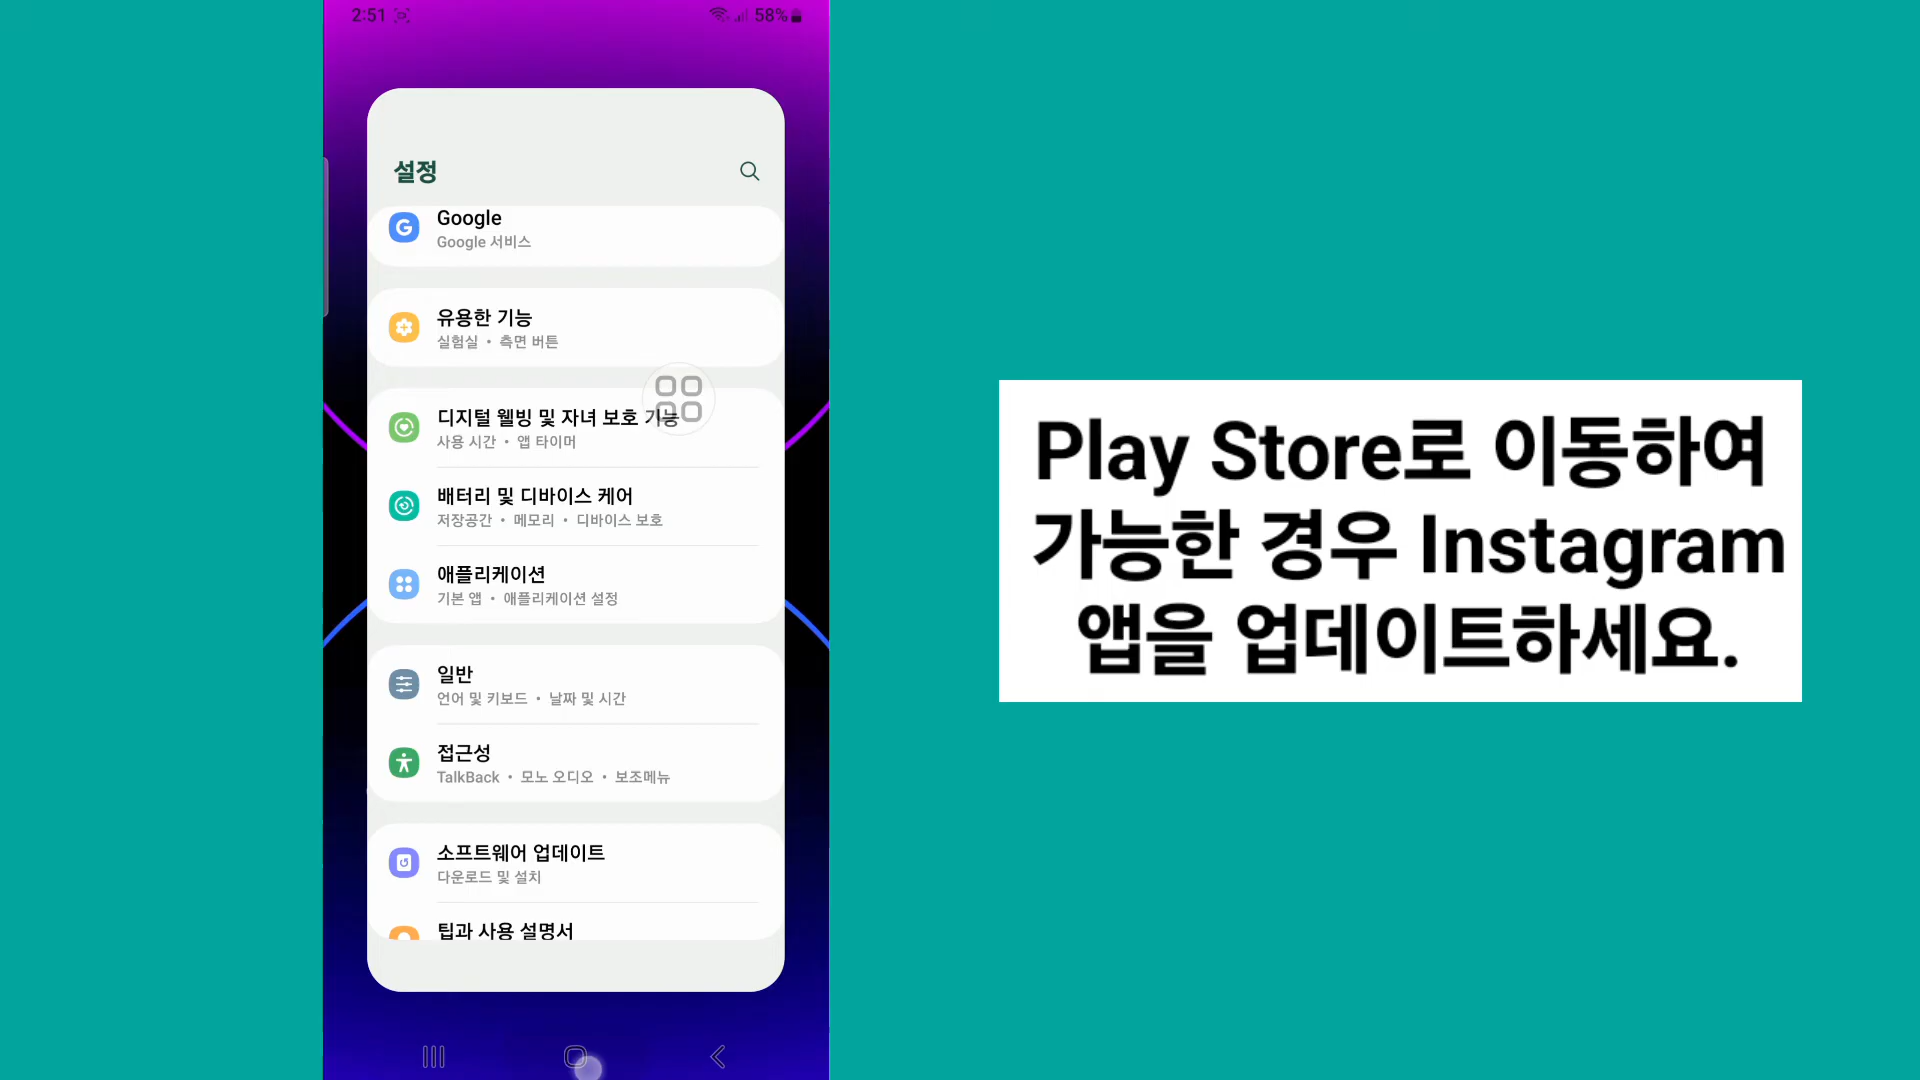 2:51
58%
설정
Google
Google 서비스
유용한 기능
실험실 • 측면 버튼
디지털 웰빙 및 자녀 보호 기능
사용 시간 • 앱 타이머
배터리 및 디바이스 케어
저장공간 • 메모리 • 디바이스 보호
애플리케이션
기본 앱 • 애플리케이션 설정
일반
언어 및 키보드 • 날짜 및 시간
접근성
TalkBack • 모노 오디오 • 보조메뉴
소프트웨어 업데이트
다운로드 및 설치
팁과 사용 설명서
Play Store로 이동하여
가능한 경우 Instagram
앱을 업데이트하세요.